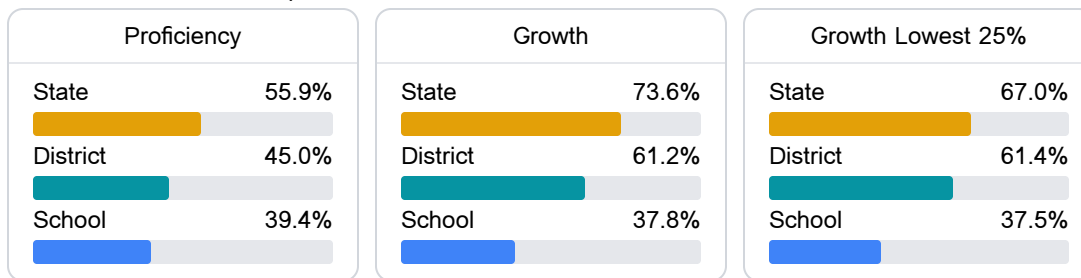 Proficiency
State 55.9%
District 45.0%
School 39.4%
Growth
State 73.6%
District 61.2%
School 37.8%
Growth Lowest 25%
State 67.0%
District 61.4%
School 37.5%